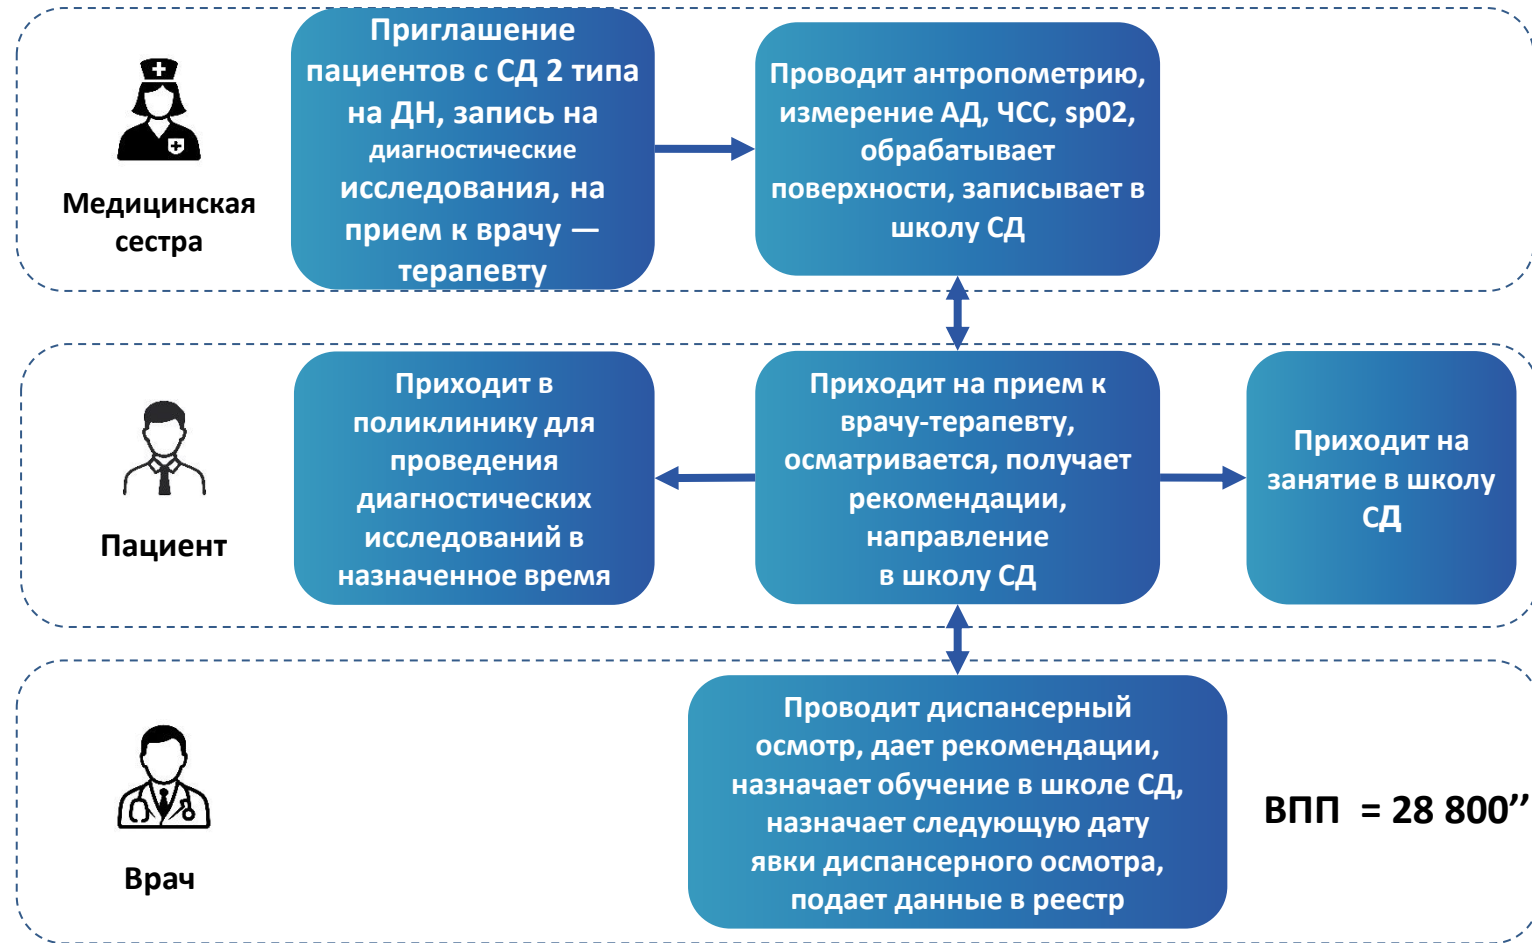 Медицинская
сестра
Приглашение
пациентов с СД 2 типа
на ДН, запись на
диагностические
исследования, на
прием к врачу —
терапевту
Проводит антропометрию,
измерение АД, ЧСС, sp02,
обрабатывает
поверхности, записывает в
школу СД
Пациент
Приходит в
поликлинику для
проведения
диагностических
исследований в
назначенное время
Приходит на прием к
врачу-терапевту,
осматривается, получает
рекомендации,
направление
в школу СД
Приходит на
занятие в школу
СД
Врач
Проводит диспансерный
осмотр, дает рекомендации,
назначает обучение в школе СД,
назначает следующую дату
явки диспансерного осмотра,
подает данные в реестр
ВПП = 28 800’’